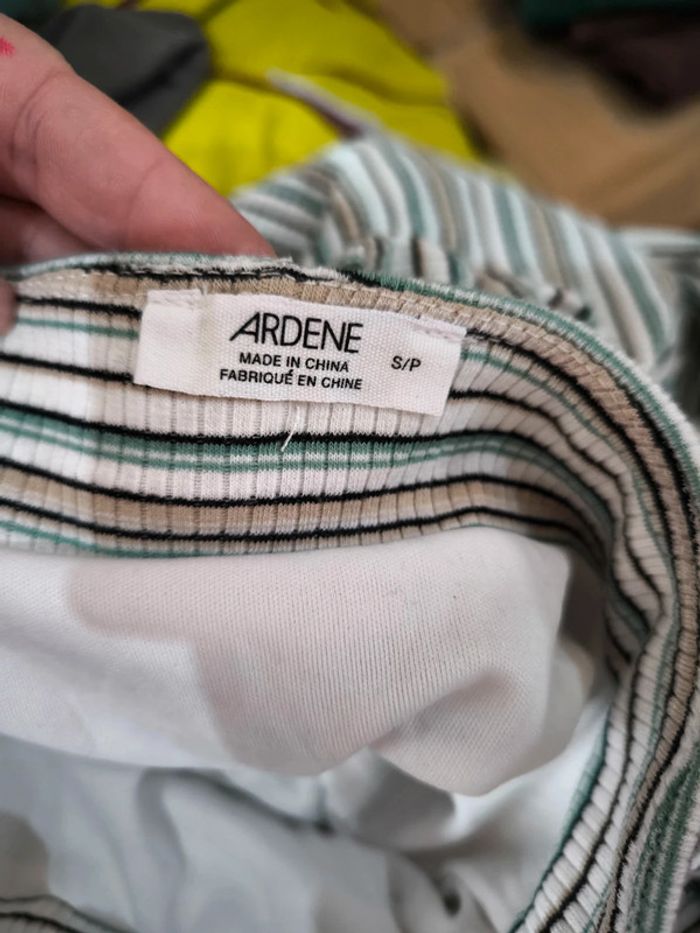 ARDENE
MADE IN CHINA
FABRIQUÉ EN CHINE
S/P